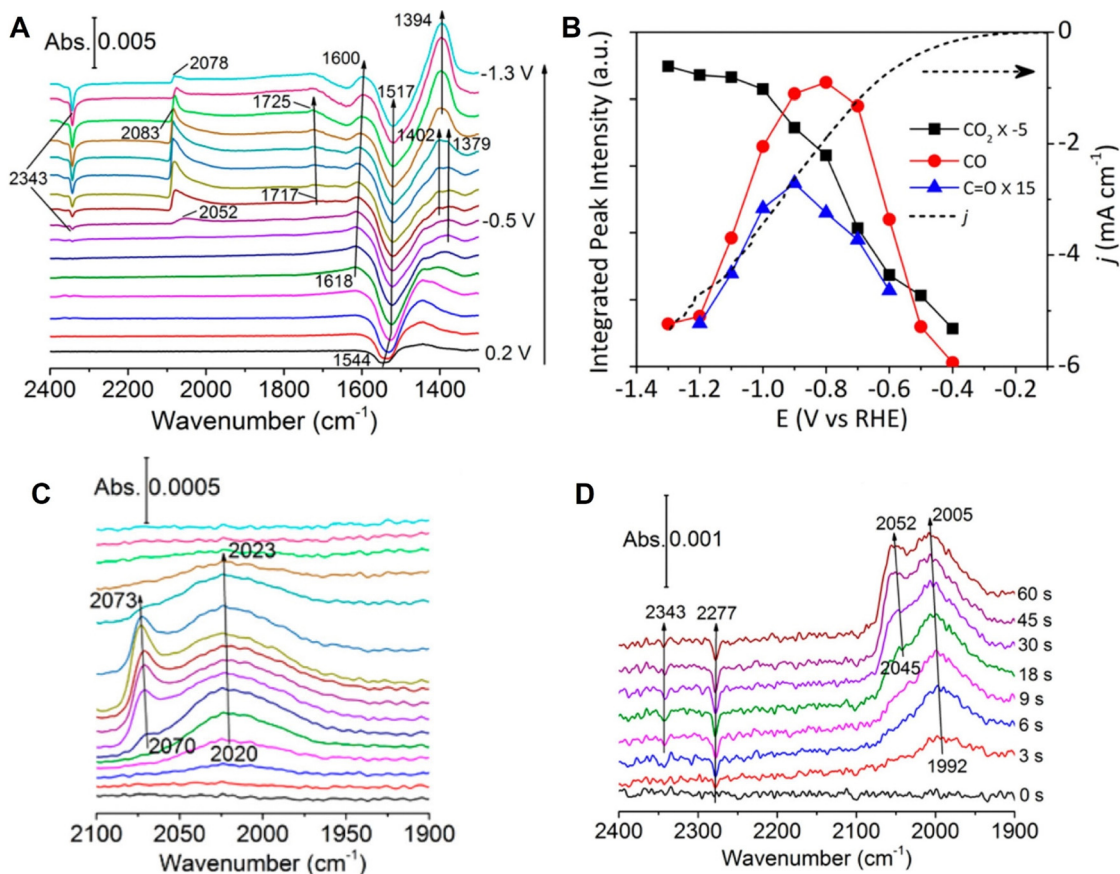 A
Abs. 0.005
2078
1394
1600
-1.3 V
1517
1725
2083
1402
1379
2343
1717
2052
-0.5 V
1618
1544
0.2 V
2400 2200 2000 1800 1600 1400
Wavenumber (cm-1)
B
Integrated Peak Intensity (a.u.)
CO2 X -5
CO
C=O X 15
j
0
-2
-4
-6
j (mA cm-1)
-1.4 -1.2 -1.0 -0.8 -0.6 -0.4 -0.2
E (V vs RHE)
C
Abs. 0.0005
2023
2073
2070
2020
2100 2050 2000 1950 1900
Wavenumber (cm-1)
D
Abs. 0.001
2052 2005
2343 2277
60 s
45 s
30 s
2045
18 s
9 s
6 s
1992
3 s
0 s
2400 2300 2200 2100 2000 1900
Wavenumber (cm-1)